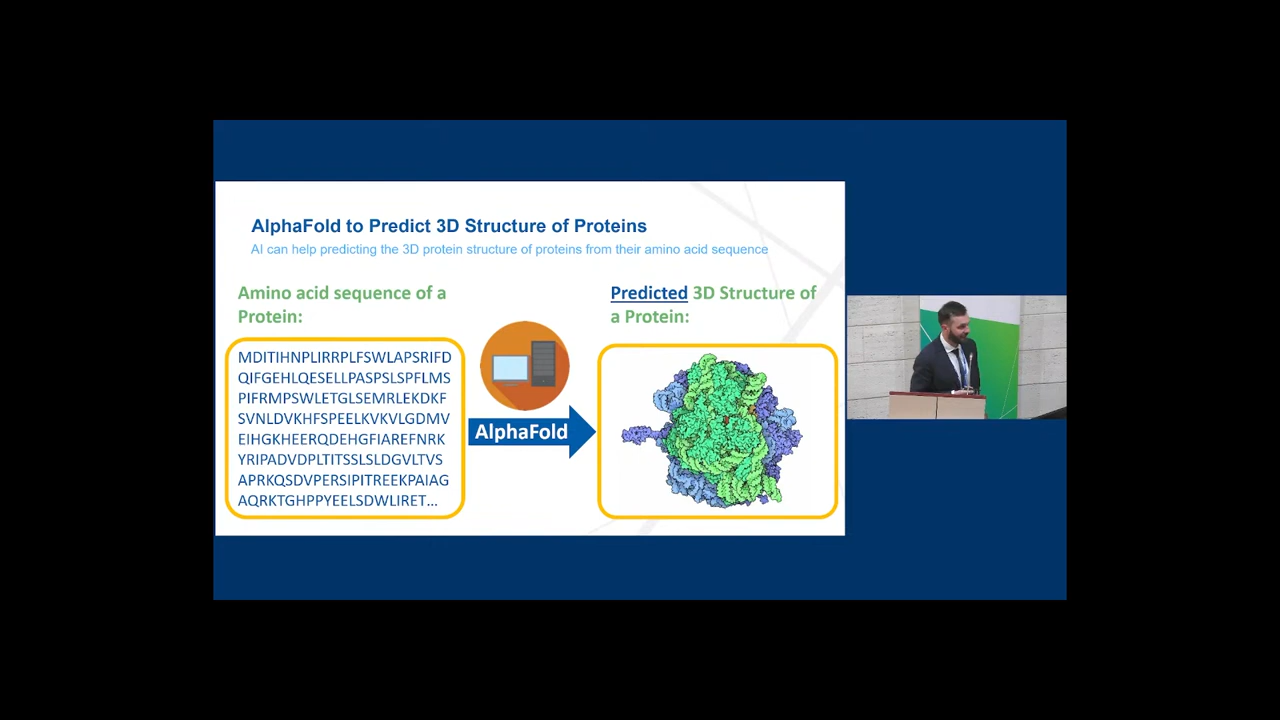 AlphaFold to Predict 3D Structure of Proteins
AI can help predicting the 3D protein structure of proteins from their amino acid sequence
Amino acid sequence of a
Protein:
MDITIHNPLIRRPLFSWLAPSRIFD
QIFGEHLQESELLPASPSLSPFLMS
PIFRMPSWLETGLSEMRLEKDKF
SVNLDVKHFSPEELKVKVLGDMV
EIHGKHEERQDEHGFIAREFNRK
YRIPADVDPLTITSSLSLDGVLTVS
APRKQSDVPERSIPITREEKPAIAG
AQRKTGHPPYEELSDWLIRET...
AlphaFold
Predicted 3D Structure of
a Protein: